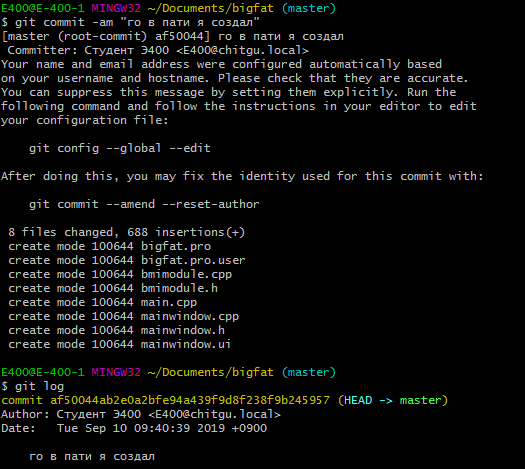 E400@E-400-1 MINGW32 ~/Documents/bigfat (master)
$ git commit -am "го в пати я создал"
[master (root-commit) af50044] го в пати я создал
 Committer: Студент Э400 <E400@chitgu.local>
Your name and email address were configured automatically based
on your username and hostname. Please check that they are accurate.
You can suppress this message by setting them explicitly. Run the
following command and follow the instructions in your editor to edit
your configuration file:
    git config --global --edit
After doing this, you may fix the identity used for this commit with:
    git commit --amend --reset-author
 8 files changed, 688 insertions(+)
 create mode 100644 bigfat.pro
 create mode 100644 bigfat.pro.user
 create mode 100644 bmimodule.cpp
 create mode 100644 bmimodule.h
 create mode 100644 main.cpp
 create mode 100644 mainwindow.cpp
 create mode 100644 mainwindow.h
 create mode 100644 mainwindow.ui
E400@E-400-1 MINGW32 ~/Documents/bigfat (master)
$ git log
commit af50044ab2e0a2bfe94a439f9d8f238f9b245957 (HEAD -> master)
Author: Студент Э400 <E400@chitgu.local>
Date:   Tue Sep 10 09:40:39 2019 +0900
    го в пати я создал